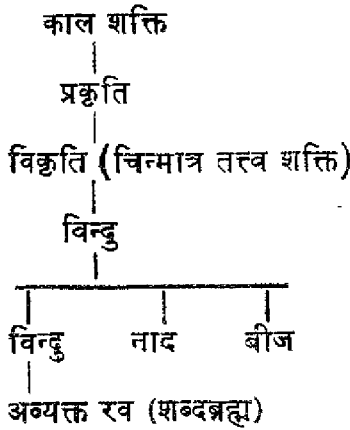 काल शक्ति
प्रकृति
विकृति (चिन्मात्र तत्त्व शक्ति)
विन्दु
विन्दु नाद बीज
अव्यक्त रव (शब्दब्रह्म)